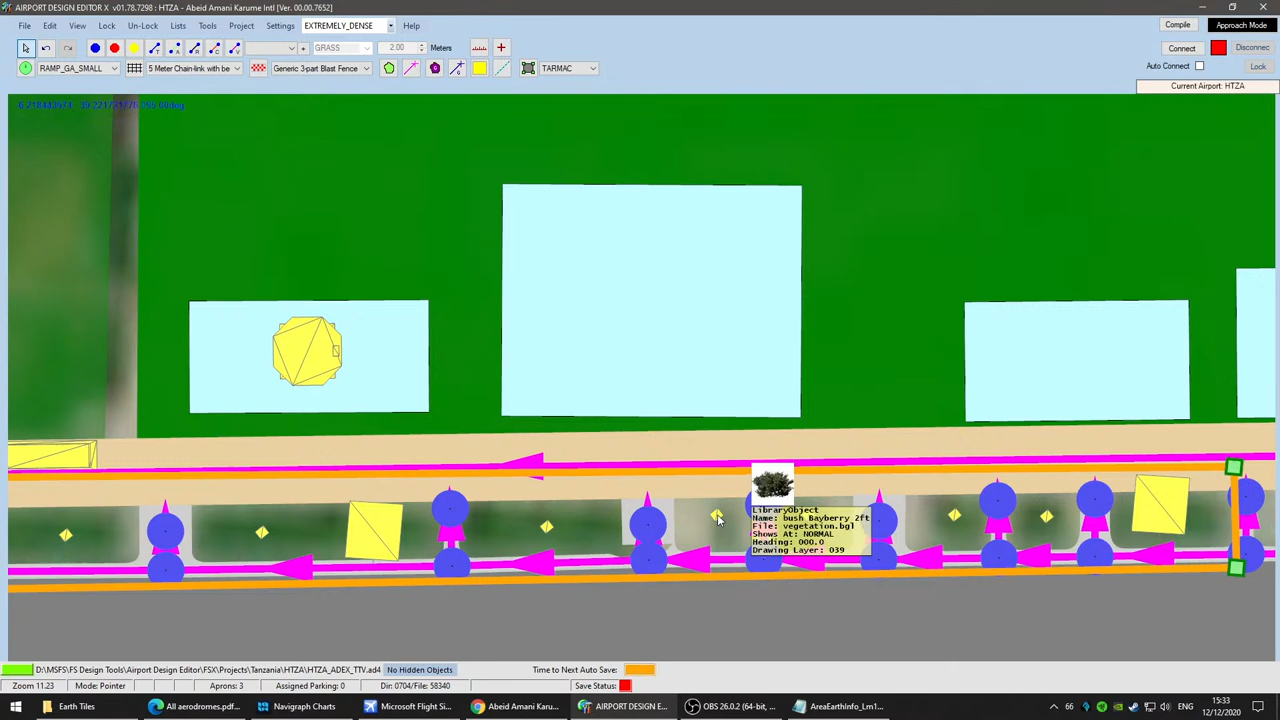 AIRPORT DESIGN EDITOR X  v01.78.7298 : HTZA - Abeid Amani Karume Intl [Ver. 00.00.7652]
File Edit View Lock Lists Tools Project Settings EXTREMELY_DENSE Help
Compile Approach Mode
GRASS 2.00 Meters
Connect Disconnec
RAMP_GA_SMALL 5 Meter Chain-link with be Generic 3-part Blast Fence TARMAC
Auto Connect Lock
Current Airport: HTZA
LibraryObject
Name: bush Bayberry 2ft
File: vegetation.bgl
Shows At: NORMAL
Heading: 000.0
Drawing Layer: 039
D:\MSFS\FS Design Tools\Airport Design Editor\FSX\Projects\Tanzania\HTZA\HTZA_ADEX_TTV.ad4 No Hidden Objects Time to Next Auto Save:
Zoom 11.23 Mode: Pointer Aprons: 3 Assigned Parking: 0 Dir: 0704/File: 58340 Save Status:
Earth Tiles All aerodromes.pdf... Navigraph Charts Microsoft Flight Si... Abeid Amani Karum... AIRPORT DESIGN E... OBS 26.0.2 (64-bit, ... AreaEarthInfo_Lm1... 66 ENG
15:33
12/12/2020